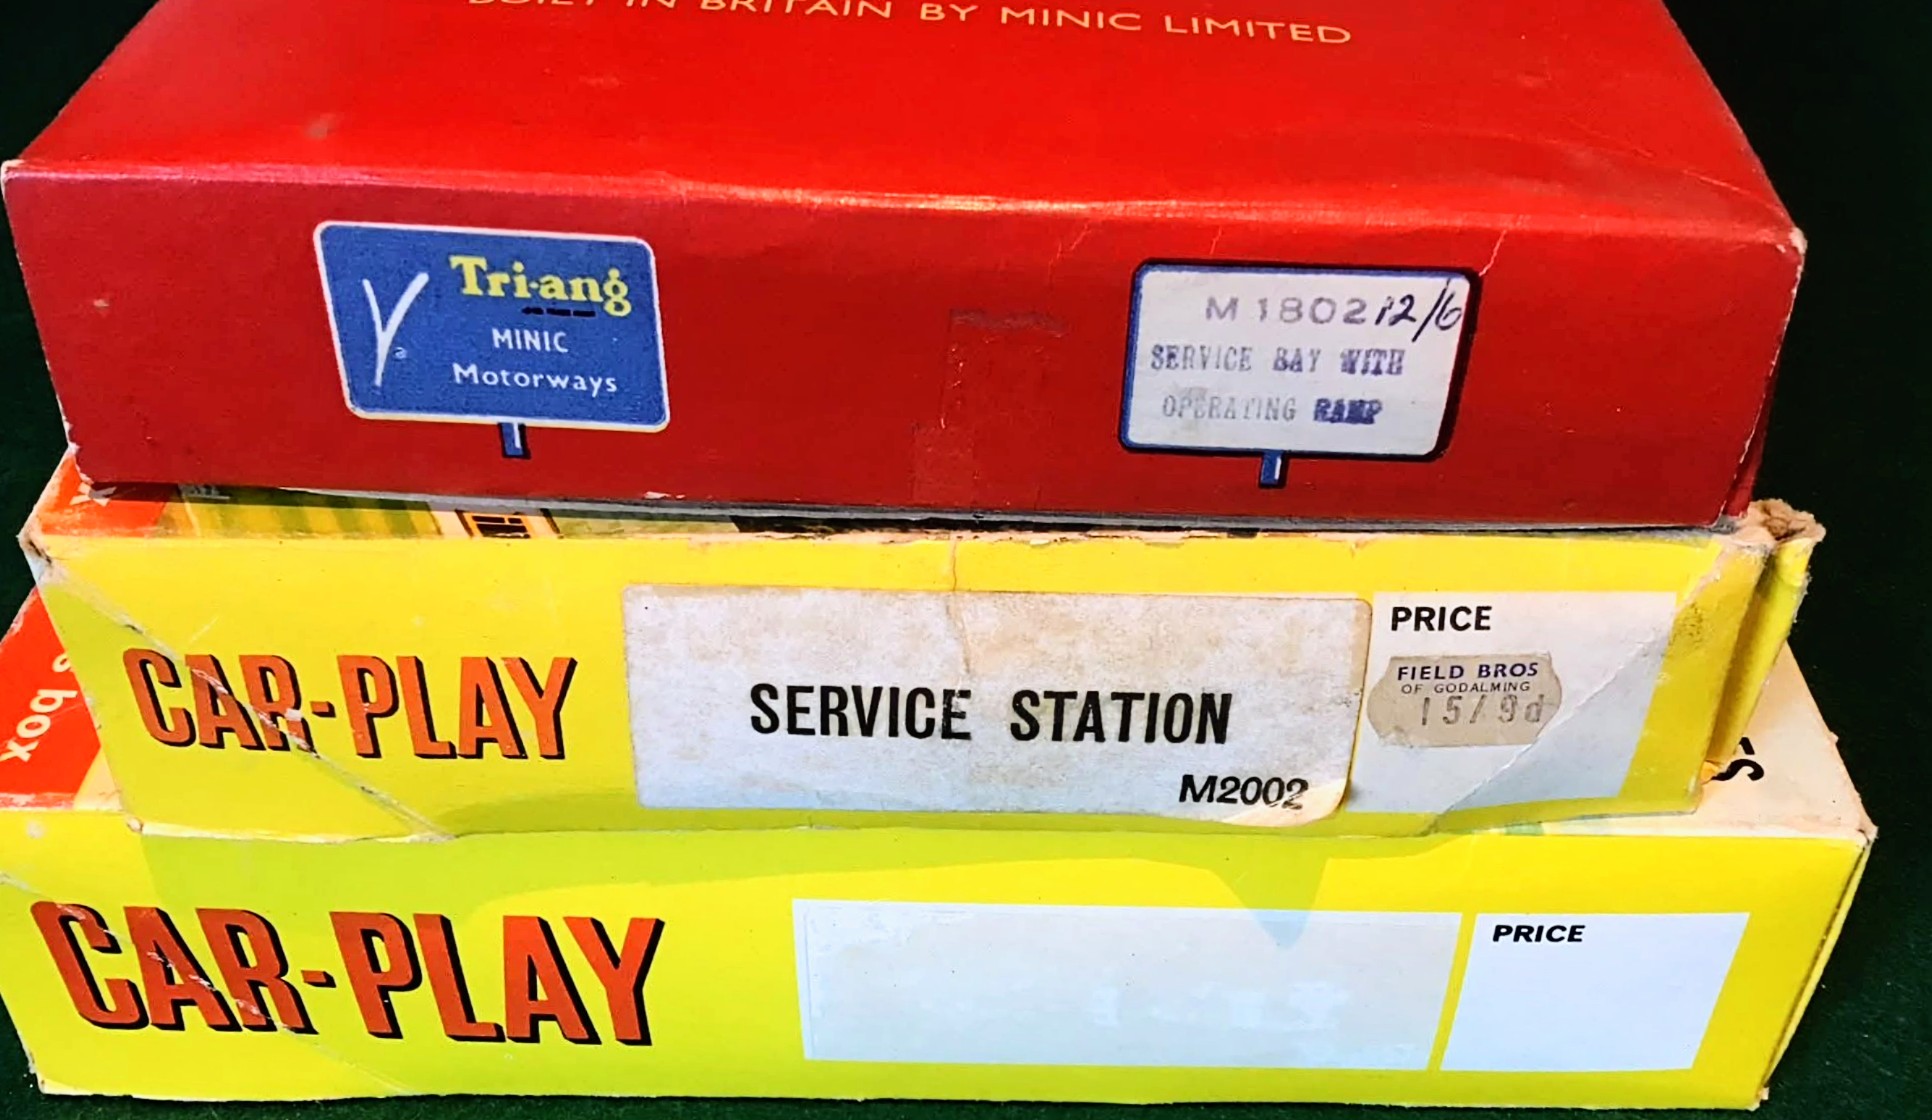 BUILT IN BRITAIN BY MINIC LIMITED
Tri-ang
MINIC
Motorways
M 1802 12/6
SERVICE BAY WITH
OPERATING RAMP
CAR-PLAY
SERVICE STATION
M2002
PRICE
FIELD BROS
OF GODALMING
15/9d
box
CAR-PLAY
PRICE